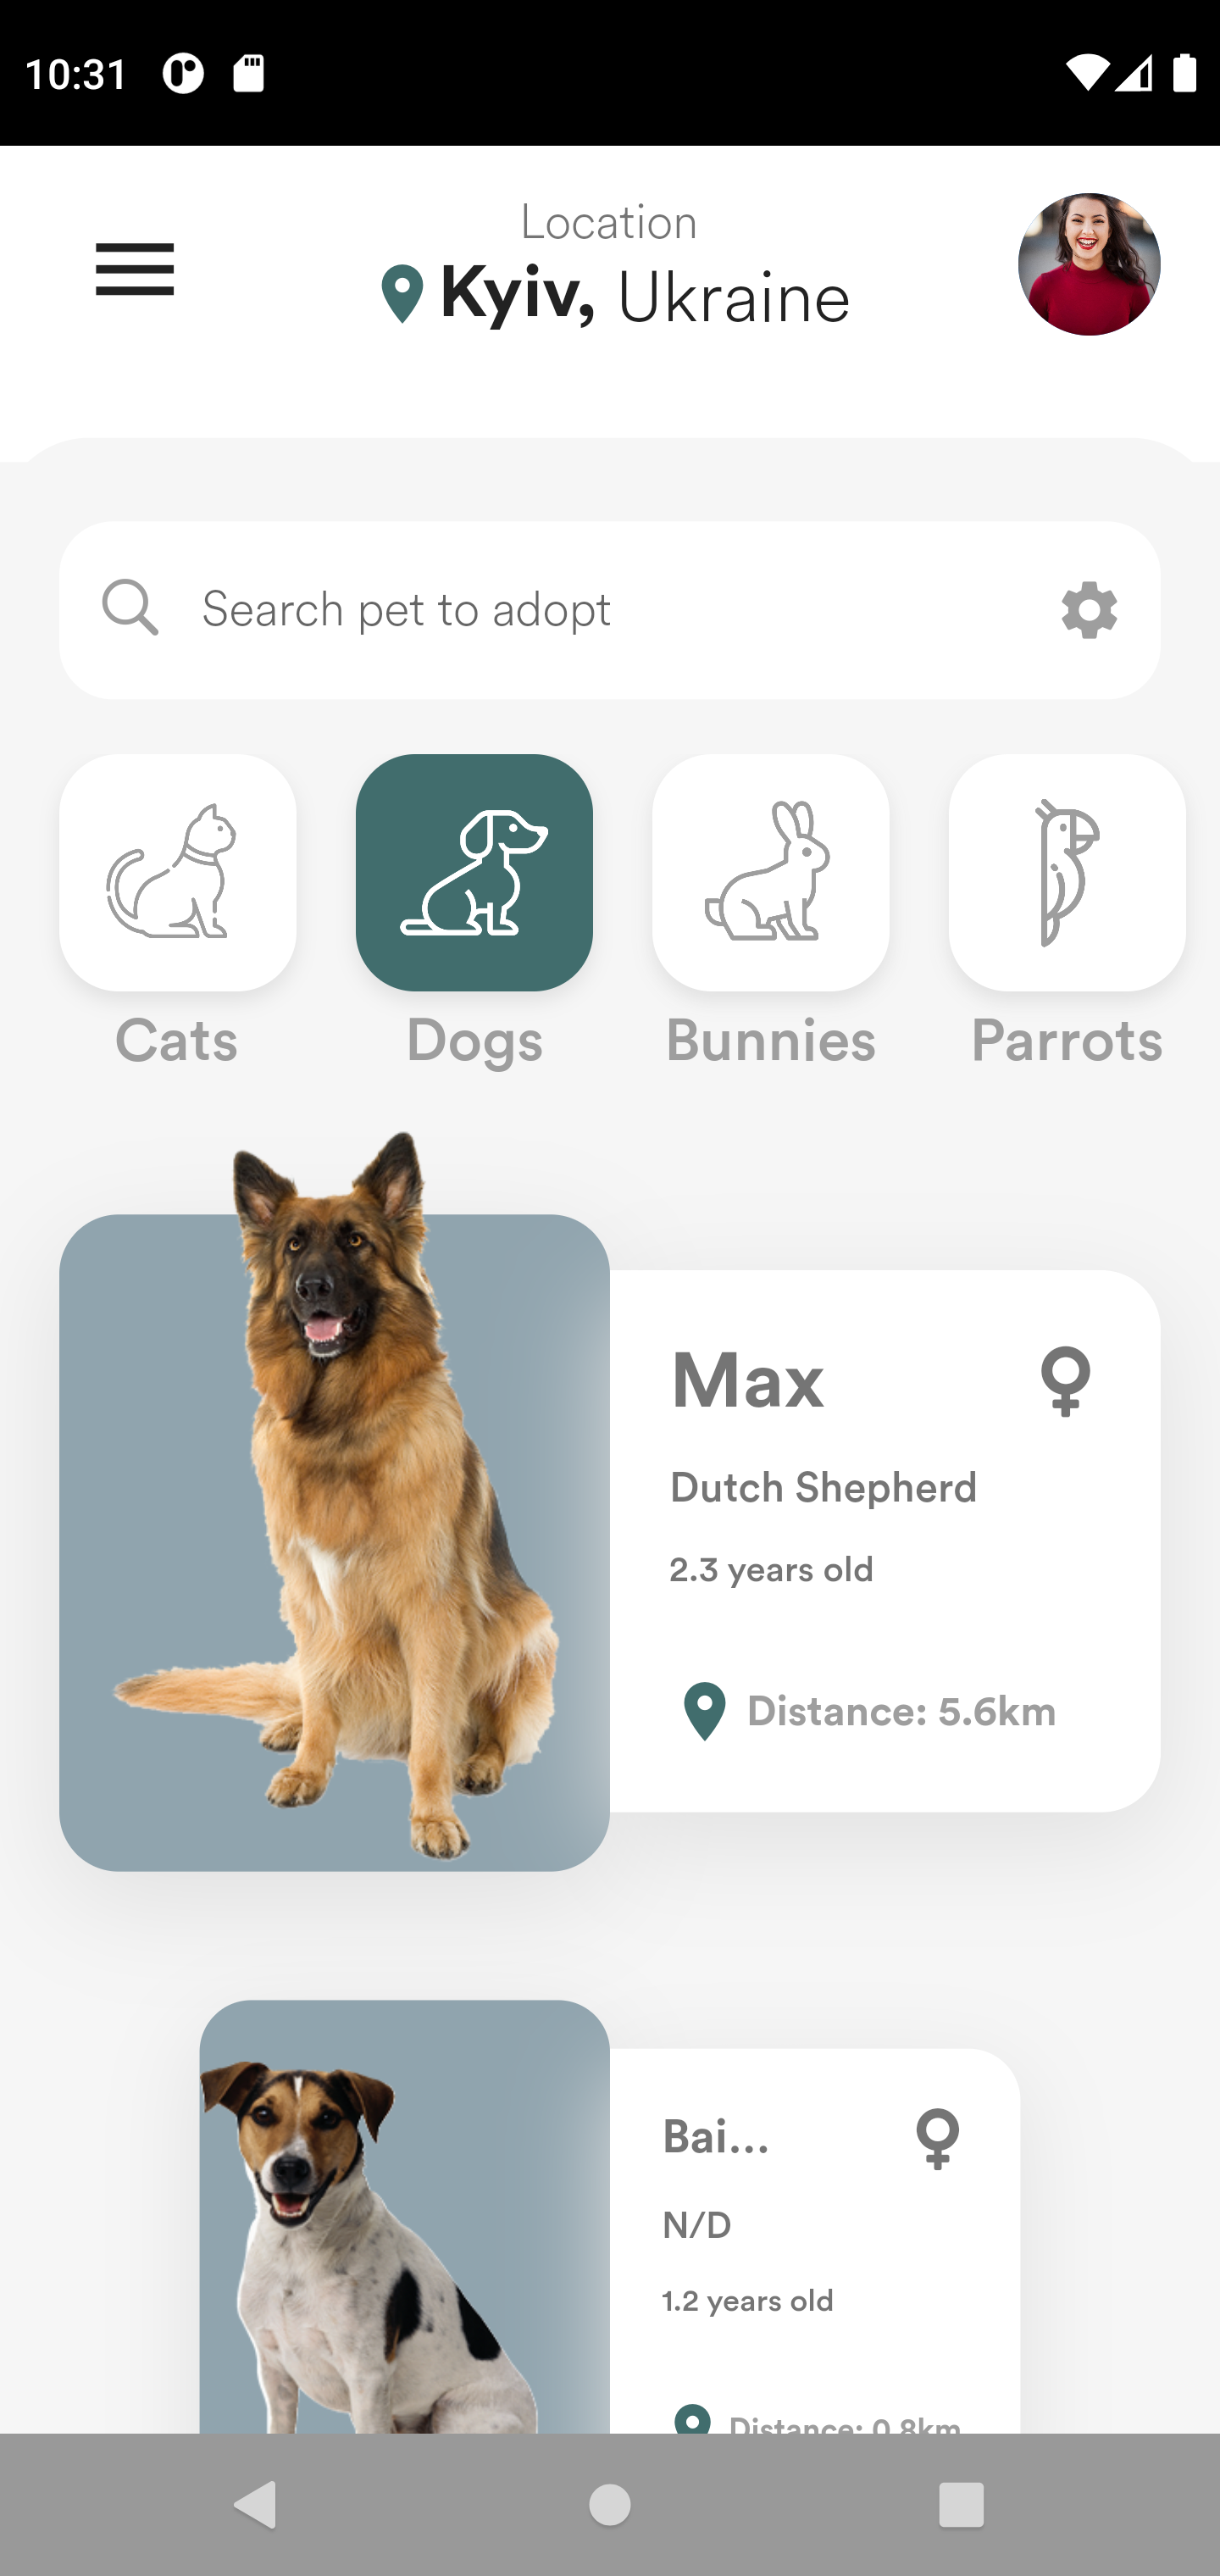 10:31
Location
Kyiv, Ukraine
Search pet to adopt
Cats
Dogs
Bunnies
Parrots
Max
Dutch Shepherd
2.3 years old
Distance: 5.6km
Bai...
N/D
1.2 years old
Distance: 0.8km